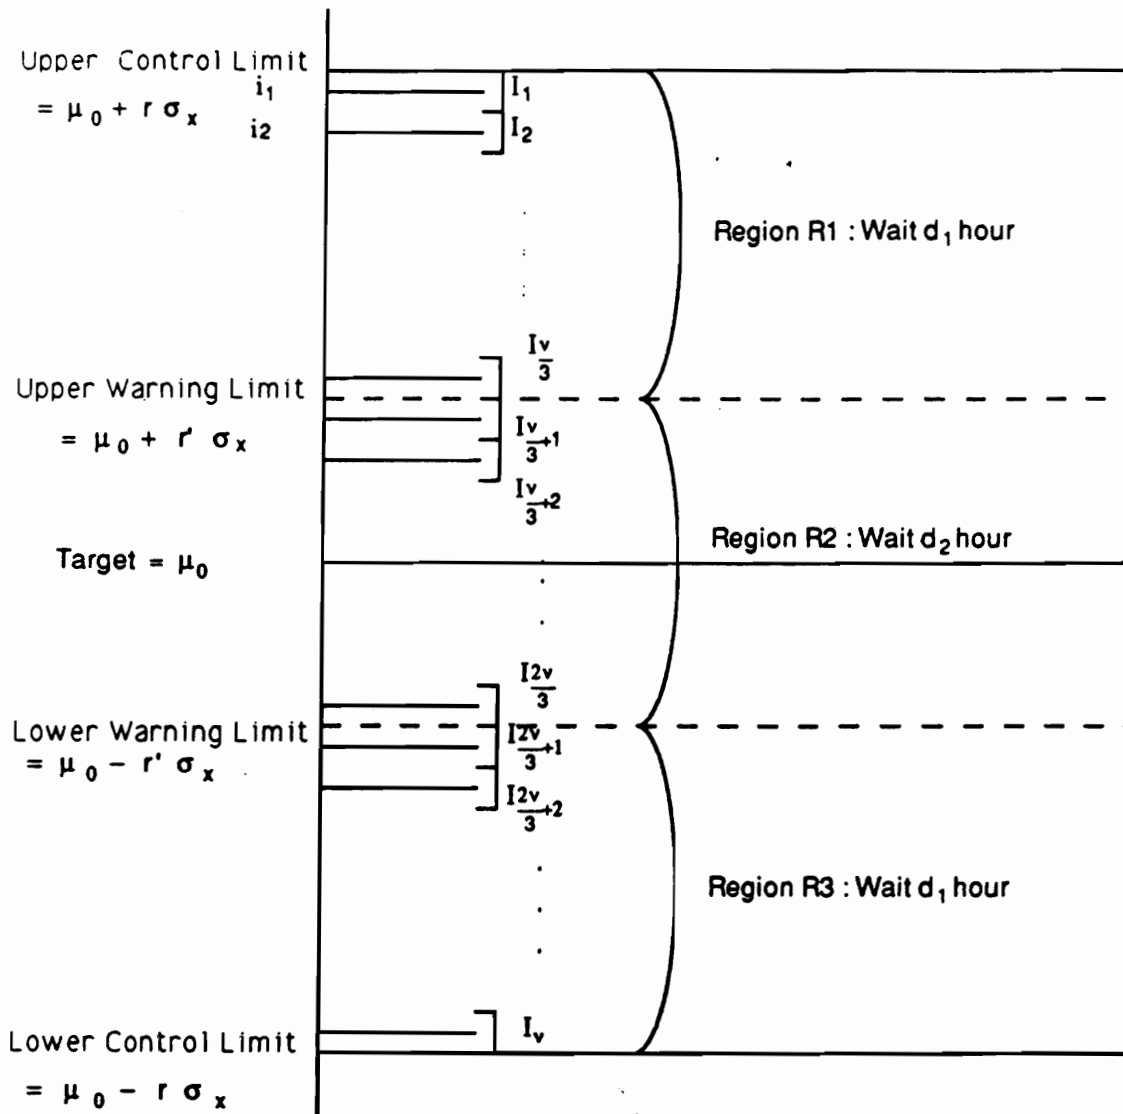 Upper Control Limit
= μ₀ + r σₓ
i₁
i2
I₁
I₂
Region R1 : Wait d₁ hour
Iv/3
Upper Warning Limit
= μ₀ + r' σₓ
Iv/3+1
Iv/3+2
Region R2 : Wait d₂ hour
Target = μ₀
I2v/3
Lower Warning Limit
= μ₀ − r' σₓ
I2v/3+1
I2v/3+2
Region R3 : Wait d₁ hour
Iᵥ
Lower Control Limit
= μ₀ − r σₓ